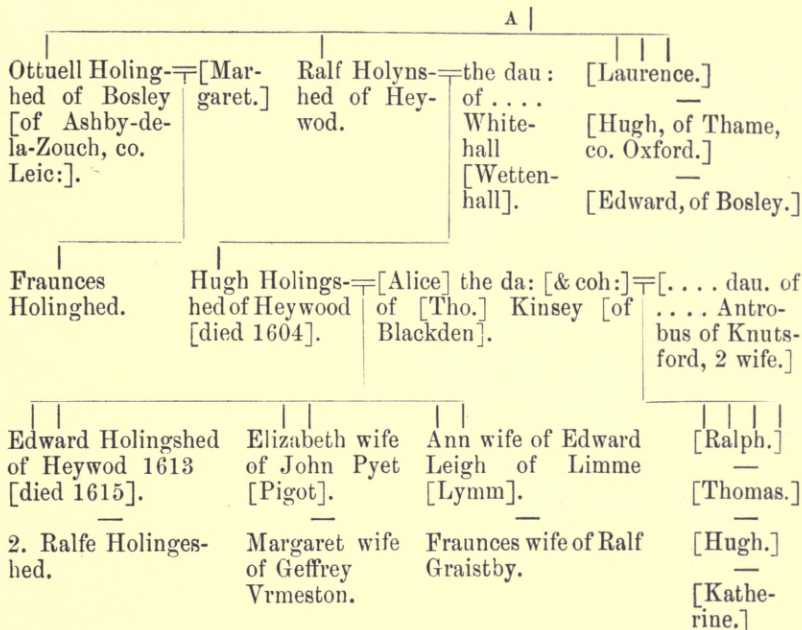 A
Ottuell Holing-
hed of Bosley
[of Ashby-de-
la-Zouch, co.
Leic:].
[Mar-
garet.]
Ralf Holyns-
hed of Hey-
wod.
the dau:
of ....
White-
hall
[Wetten-
hall].
[Laurence.]
—
[Hugh, of Thame,
co. Oxford.]
—
[Edward, of Bosley.]
Fraunces
Holinghed.
Hugh Holings-
hed of Heywood
[died 1604].
[Alice] the da: [& coh:]
of [Tho.] Kinsey [of
Blackden].
[.... dau. of
.... Antro-
bus of Knuts-
ford, 2 wife.]
Edward Holingshed
of Heywod 1613
[died 1615].
—
2. Ralfe Holinges-
hed.
Elizabeth wife
of John Pyet
[Pigot].
—
Margaret wife
of Geffrey
Vrmeston.
Ann wife of Edward
Leigh of Limme
[Lymm].
—
Fraunces wife of Ralf
Graistby.
[Ralph.]
—
[Thomas.]
—
[Hugh.]
—
[Kathe-
rine.]